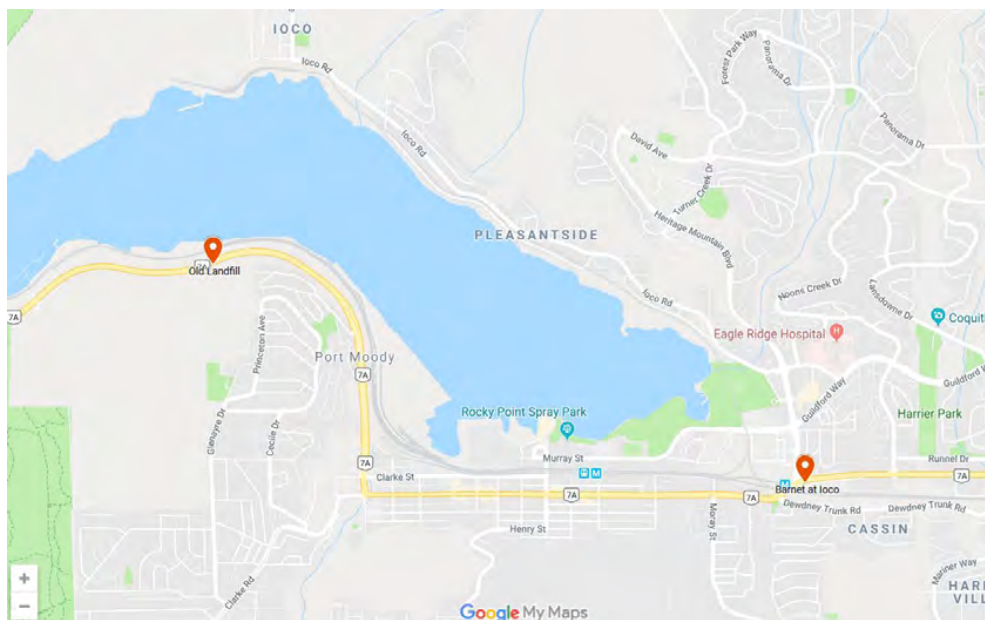 IOCO
Ioco Rd
Forest Park Way
Panorama Dr
Panorama Dr
Ioco Rd
David Ave
Turner Creek Dr
Heritage Mountain Blvd
PLEASANTSIDE
7A
Old Landfill
Noons Creek Dr
Lansdowne Dr
Ioco Rd
7A
Princeton Ave
Eagle Ridge Hospital
H
Coquitl
Port Moody
7A
Guildford Way
Guildford W
Glenayre Dr
Cecile Dr
Rocky Point Spray Park
Harrier Park
Murray St
Runnel Dr
7A
Clarke St
M
M
Barnet at Ioco
7A
7A
7A
Dewdney Trunk Rd
Dewdney Trunk Rd
Henry St
Moray St
CASSIN
Mariner Way
Clarke Rd
HAR
VILL
+
−
Google My Maps